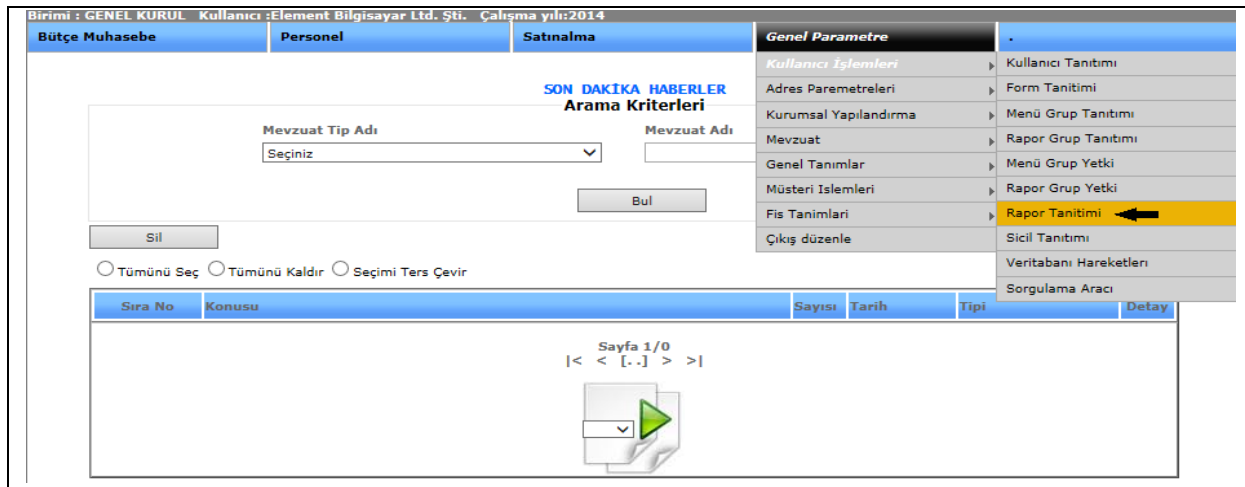 Birimi : GENEL KURUL Kullanıcı :Element Bilgisayar Ltd. Şti. Çalışma yılı:2014
Bütçe Muhasebe Personel Satınalma Genel Parametre .
Kullanıcı İşlemleri Kullanıcı Tanıtımı
SON DAKİKA HABERLER Adres Paremetreleri Form Tanitimi
Arama Kriterleri Kurumsal Yapılandırma Menü Grup Tanıtımı
Mevzuat Tip Adı Mevzuat Adı Mevzuat Rapor Grup Tanıtımı
Seçiniz Genel Tanımlar Menü Grup Yetki
Müsteri Islemleri Rapor Grup Yetki
Bul Fis Tanimlari Rapor Tanitimi
Sil Çıkış düzenle Sicil Tanıtımı
Veritabanı Hareketleri
Tümünü Seç Tümünü Kaldır Seçimi Ters Çevir
Sorgulama Aracı
Sıra No Konusu Sayısı Tarih Tipi Detay
Sayfa 1/0
|< < [..] > >|